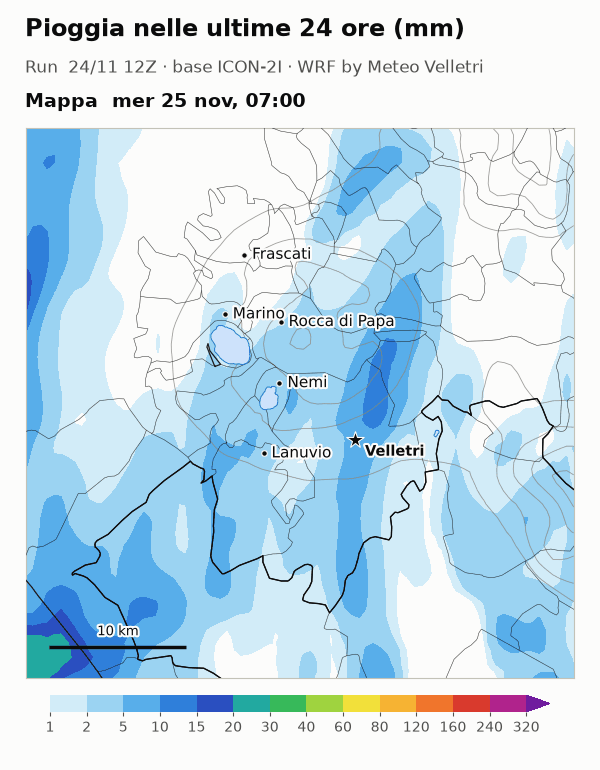 Pioggia nelle ultime 24 ore (mm)
Run  24/11 12Z · base ICON-2I · WRF by Meteo Velletri
Mappa  mer 25 nov, 07:00
Frascati
Marino
Rocca di Papa
Nemi
Velletri
Lanuvio
10 km
1 2 5 10 15 20 30 40 60 80 120 160 240 320